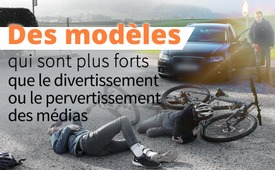 Des modèles
qui sont plus forts
que le divertissement
ou le pervertissement
des médias